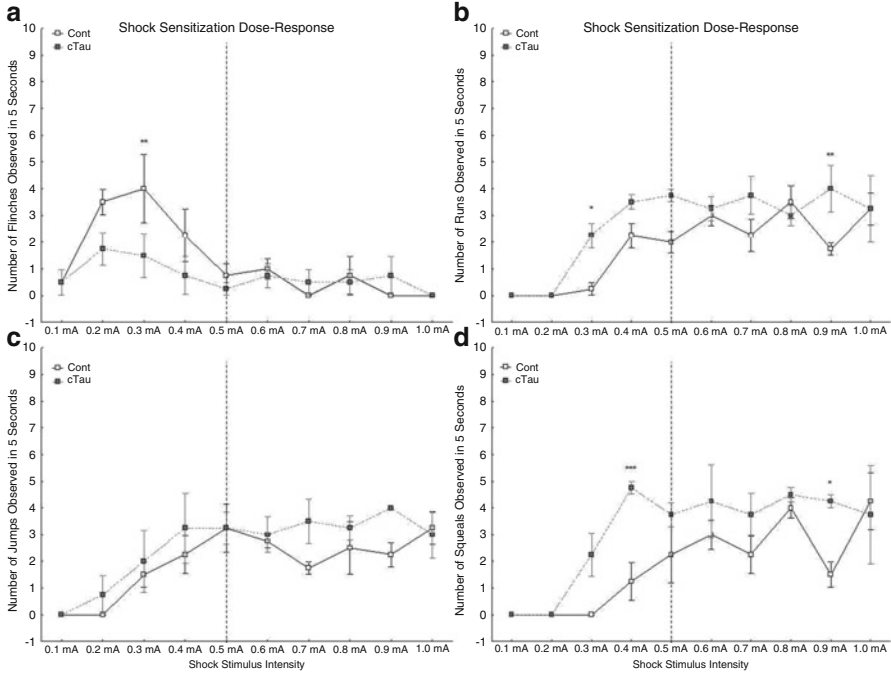 a
Shock Sensitization Dose-Response
Cont
cTau
10
9
8
7
6
5
4
3
2
1
0
-1
Number of Flinches Observed in 5 Seconds
**
0.1 mA 0.2 mA 0.3 mA 0.4 mA 0.5 mA 0.6 mA 0.7 mA 0.8 mA 0.9 mA 1.0 mA
b
Shock Sensitization Dose-Response
Cont
cTau
10
9
8
7
6
5
4
3
2
1
0
-1
Number of Runs Observed in 5 Seconds
*
**
0.1 mA 0.2 mA 0.3 mA 0.4 mA 0.5 mA 0.6 mA 0.7 mA 0.8 mA 0.9 mA 1.0 mA
c
Cont
cTau
10
9
8
7
6
5
4
3
2
1
0
-1
Number of Jumps Observed in 5 Seconds
0.1 mA 0.2 mA 0.3 mA 0.4 mA 0.5 mA 0.6 mA 0.7 mA 0.8 mA 0.9 mA 1.0 mA
Shock Stimulus Intensity
d
Cont
cTau
10
9
8
7
6
5
4
3
2
1
0
-1
Number of Squeals Observed in 5 Seconds
***
*
0.1 mA 0.2 mA 0.3 mA 0.4 mA 0.5 mA 0.6 mA 0.7 mA 0.8 mA 0.9 mA 1.0 mA
Shock Stimulus Intensity